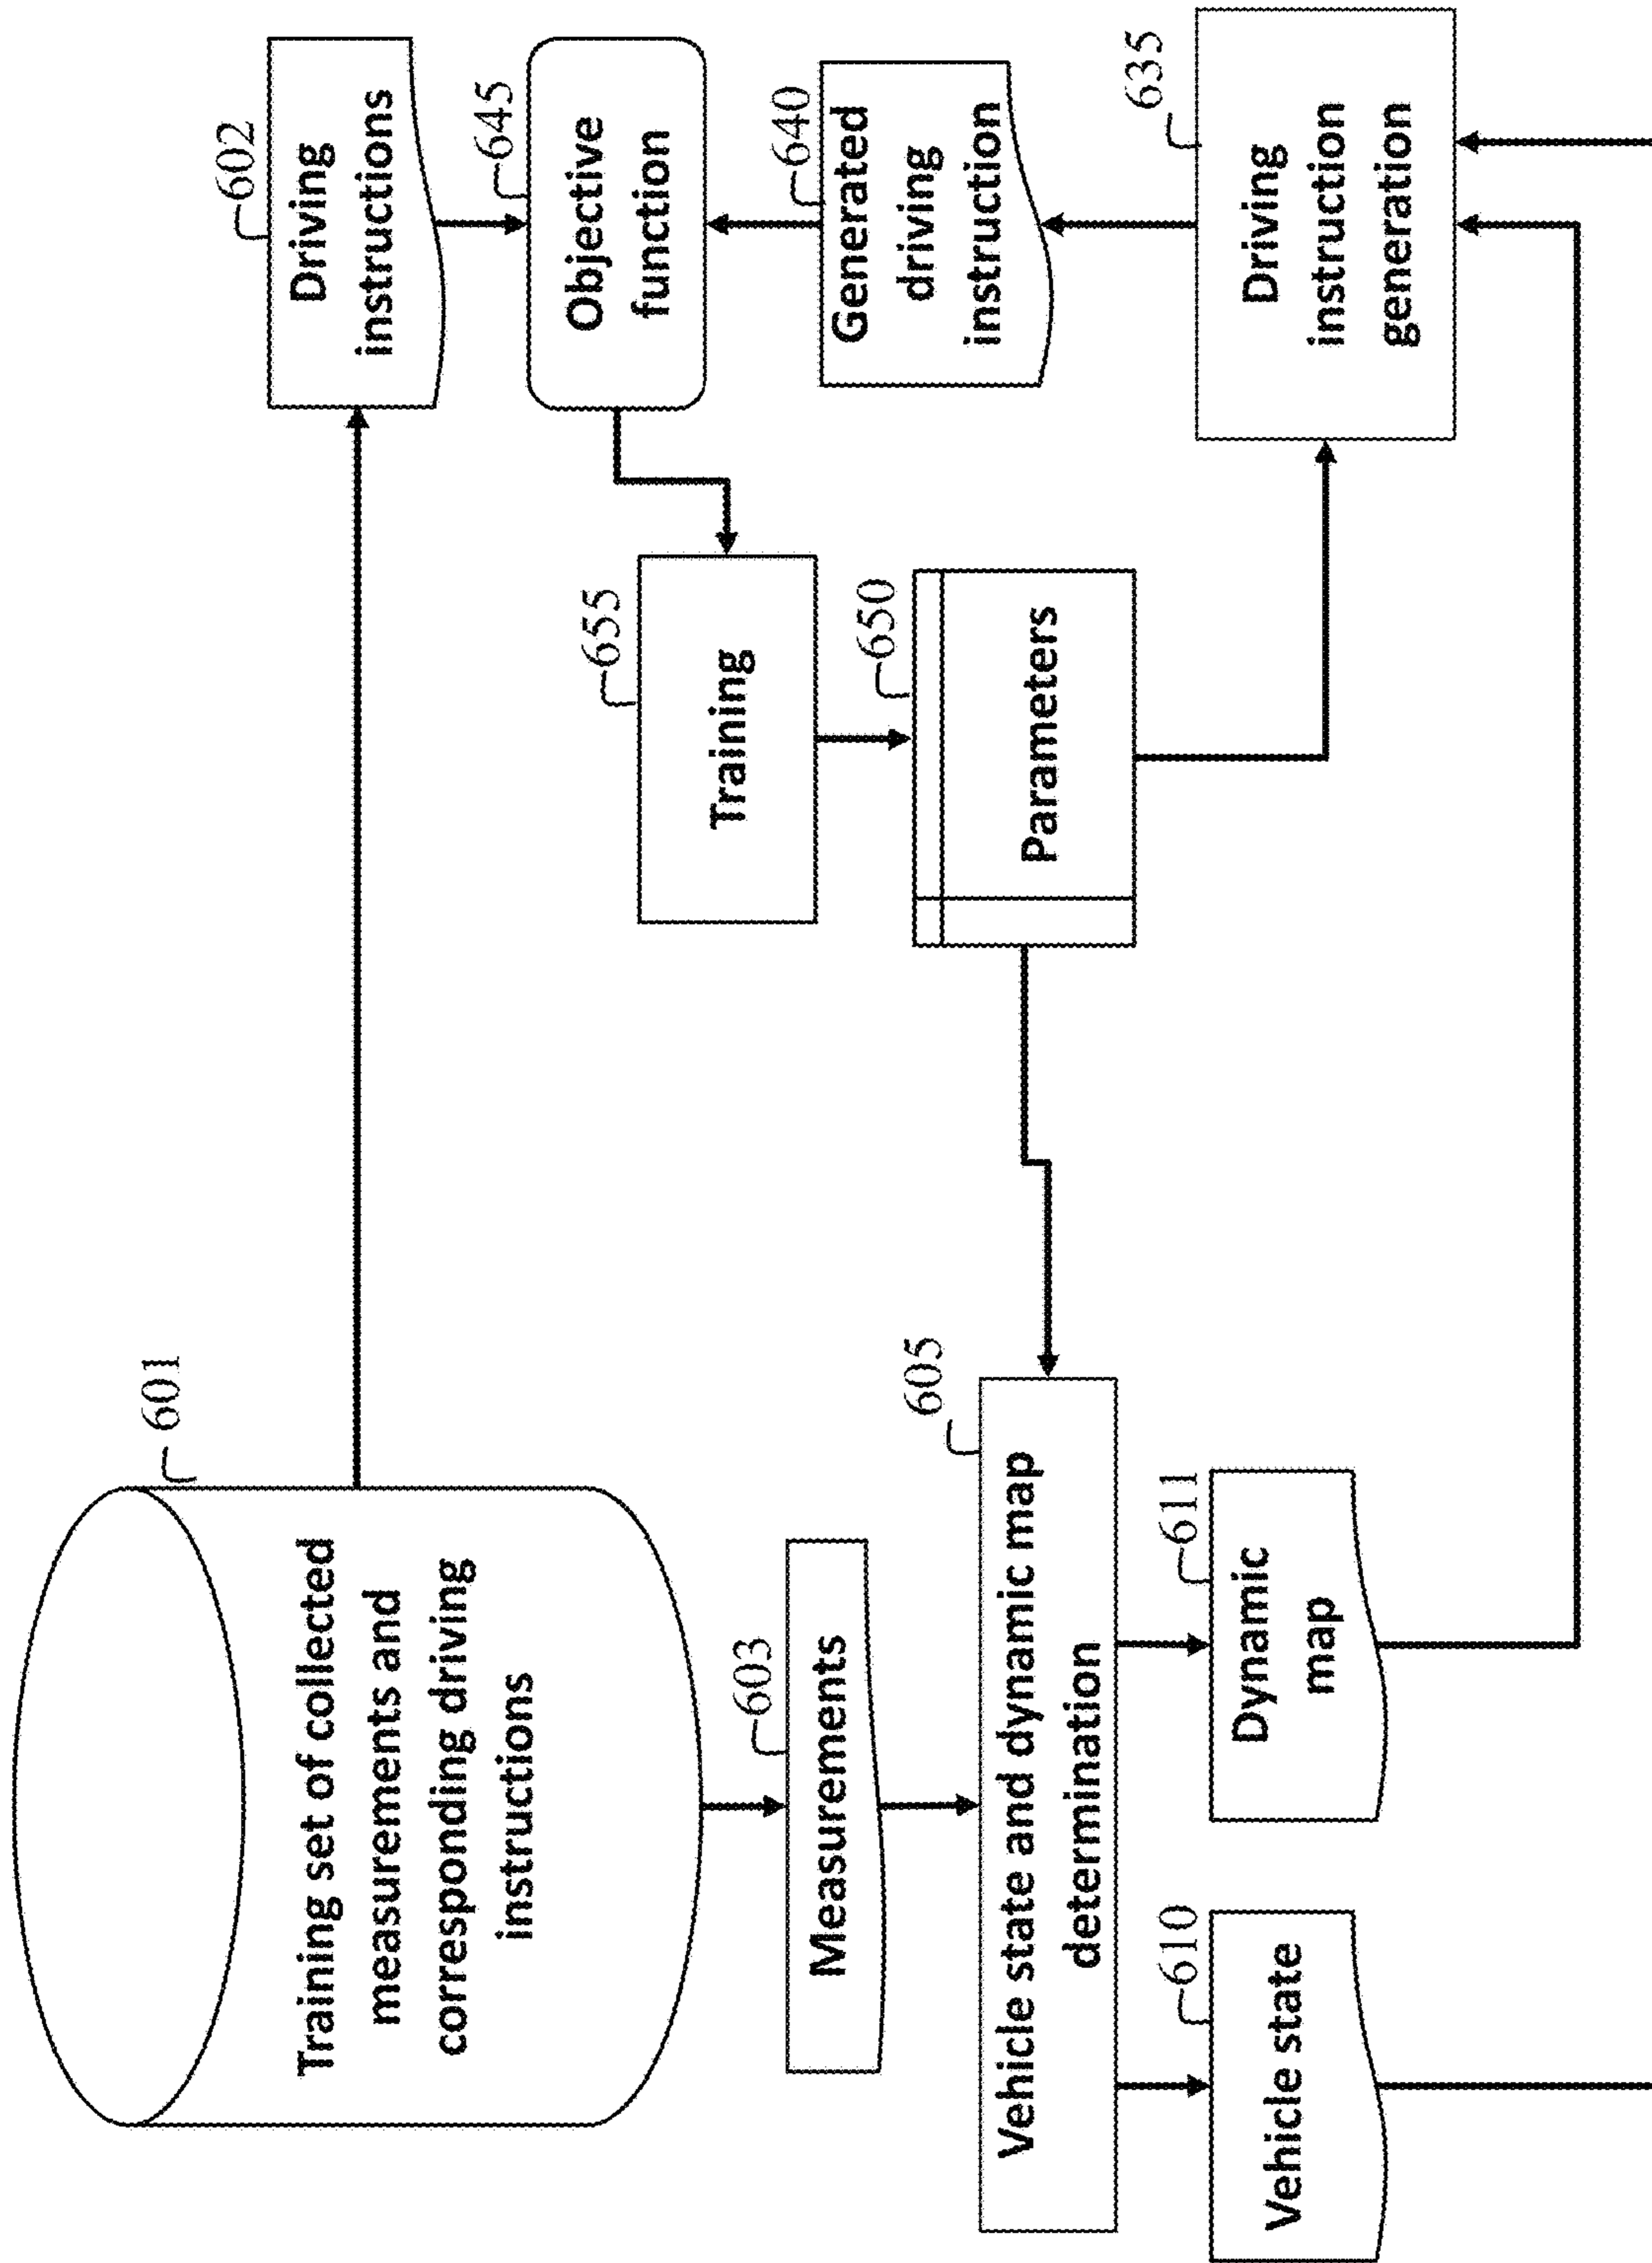 601
Training set of collected
measurements and
corresponding driving
instructions
602
Driving
instructions
645
Objective
function
655
Training
603
Measurements
640
Generated
driving
instruction
650
Parameters
605
Vehicle state and dynamic map
determination
635
Driving
instruction
generation
610
Vehicle state
611
Dynamic
map